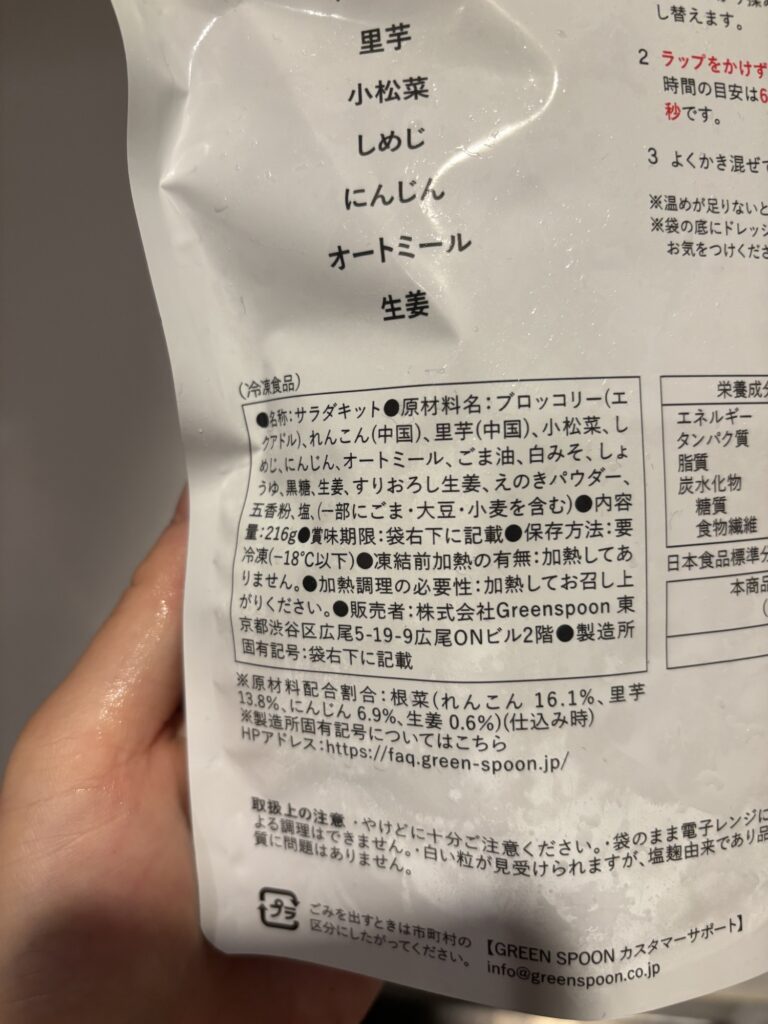 里芋
小松菜
しめじ
にんじん
オートミール
生姜
し替えます。
2 ラップをかけず
時間の目安は6
秒です。
3 よくかき混ぜて
※温めが足りないと
※袋の底にドレッシ
お気をつけくださ
(冷凍食品)
●名称:サラダキット●原材料名:ブロッコリー(エ
クアドル)、れんこん(中国)、里芋(中国)、小松菜、し
めじ、にんじん、オートミール、ごま油、白みそ、しょ
うゆ、黒糖、生姜、すりおろし生姜、えのきパウダー、
五香粉、塩、(一部にごま・大豆・小麦を含む)●内容
量:216g●賞味期限:袋右下に記載●保存方法:要
冷凍(−18℃以下)●凍結前加熱の有無:加熱してあ
りません。●加熱調理の必要性:加熱してお召し上
がりください。●販売者:株式会社Greenspoon 東
京都渋谷区広尾5-19-9広尾ONビル2階●製造所
固有記号:袋右下に記載
※原材料配合割合:根菜(れんこん 16.1%、里芋
13.8%、にんじん 6.9%、生姜 0.6%)(仕込み時)
※製造所固有記号についてはこちら
HPアドレス:https://faq.green-spoon.jp/
栄養成分
エネルギー
タンパク質
脂質
炭水化物
糖質
食物繊維
日本食品標準分
本商品
取扱上の注意 ・やけどに十分ご注意ください。・袋のまま電子レンジに
よる調理はできません。・白い粒が見受けられますが、塩麹由来であり品
質に問題はありません。
プラ
ごみを出すときは市町村の
区分にしたがってください。
【GREEN SPOON カスタマーサポート】
info@greenspoon.co.jp